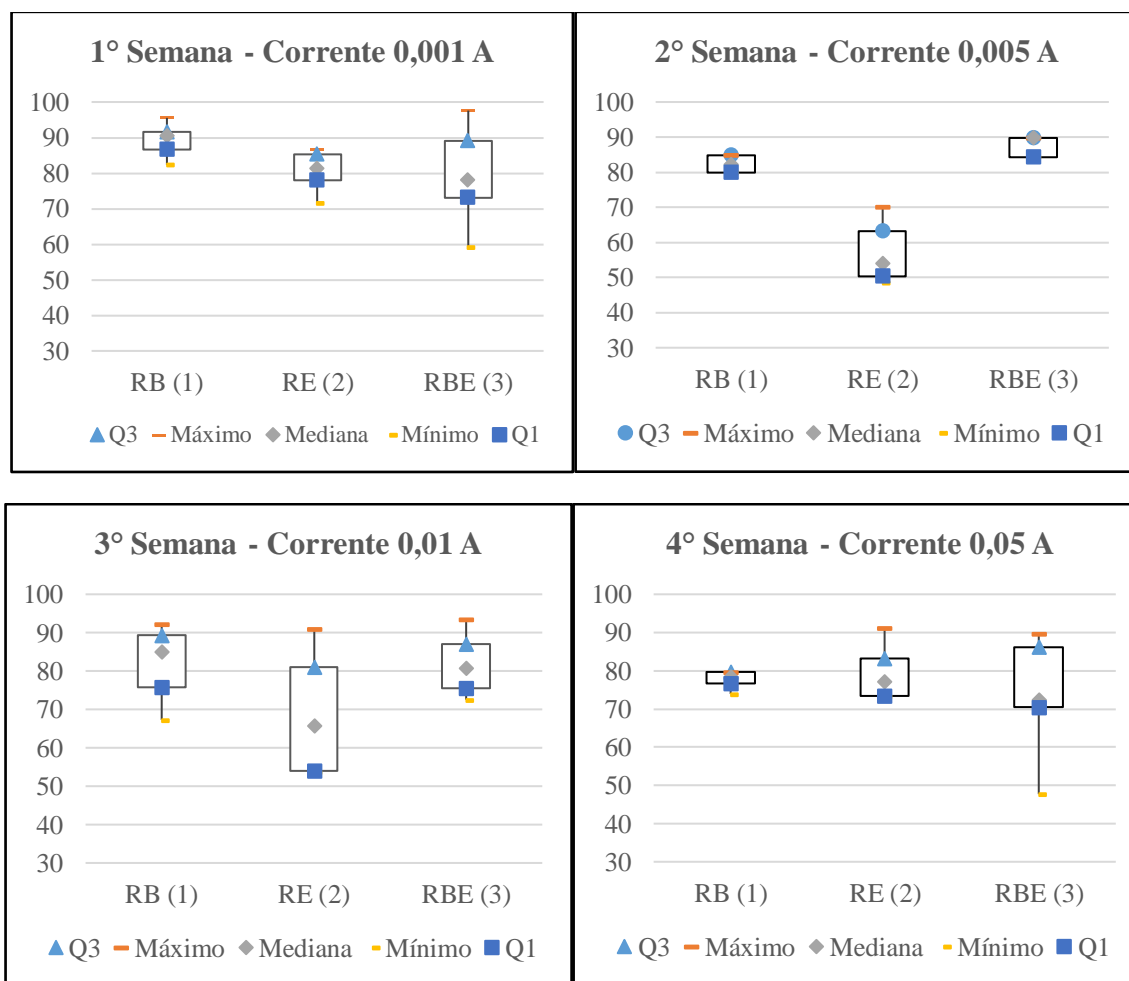 1° Semana - Corrente 0,001 A
100
90
80
70
60
50
40
30
RB (1) RE (2) RBE (3)
Q3 Máximo Mediana Mínimo Q1
2° Semana - Corrente 0,005 A
100
90
80
70
60
50
40
30
RB (1) RE (2) RBE (3)
Q3 Máximo Mediana Mínimo Q1
3° Semana - Corrente 0,01 A
100
90
80
70
60
50
40
30
RB (1) RE (2) RBE (3)
Q3 Máximo Mediana Mínimo Q1
4° Semana - Corrente 0,05 A
100
90
80
70
60
50
40
30
RB (1) RE (2) RBE (3)
Q3 Máximo Mediana Mínimo Q1